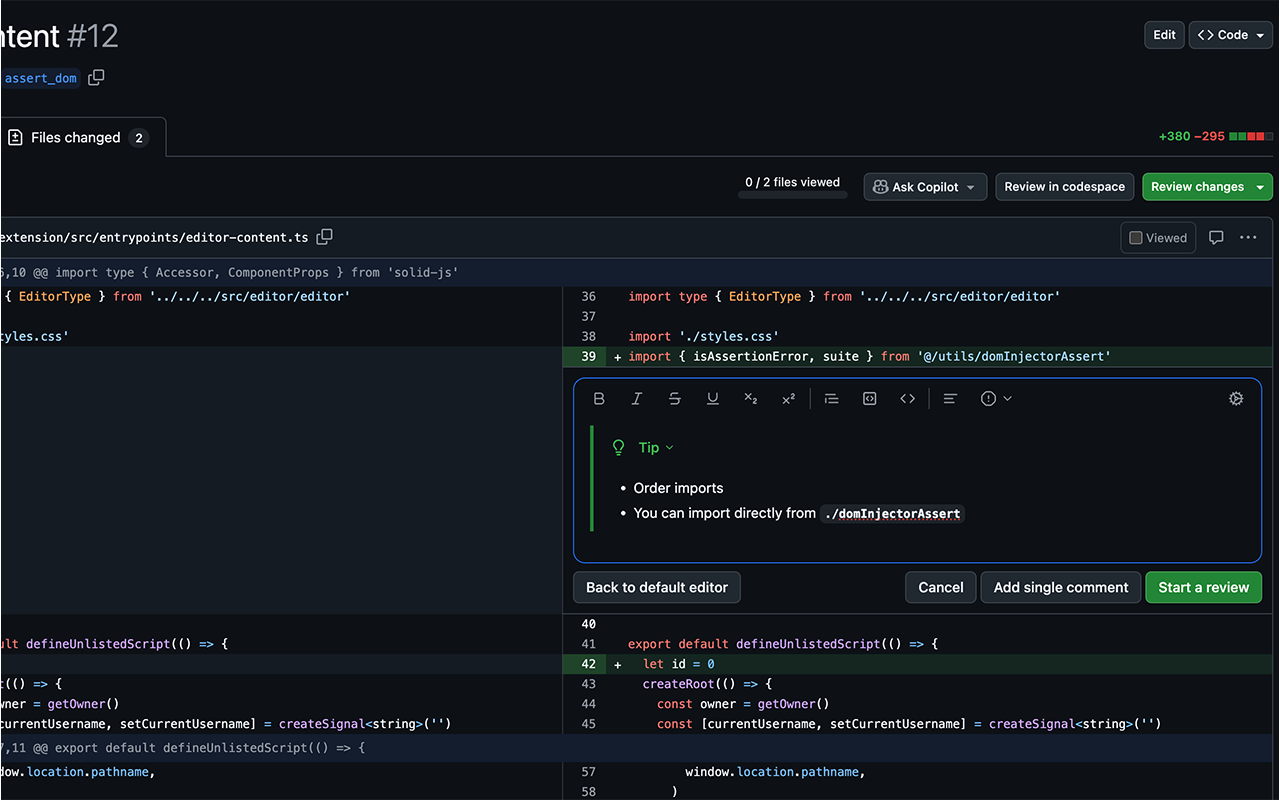 ntent #12
Edit
<> Code
assert_dom
Files changed 2
+380 −295
0 / 2 files viewed
Ask Copilot
Review in codespace
Review changes
extension/src/entrypoints/editor-content.ts
Viewed
,10 @@ import type { Accessor, ComponentProps } from 'solid-js'
{ EditorType } from '../../../src/editor/editor'
36 import type { EditorType } from '../../../src/editor/editor'
37
tyles.css'
38 import './styles.css'
39 + import { isAssertionError, suite } from '@/utils/domInjectorAssert'
Tip
• Order imports
• You can import directly from ./domInjectorAssert
Back to default editor
Cancel
Add single comment
Start a review
40
ult defineUnlistedScript(() => {
41 export default defineUnlistedScript(() => {
42 + let id = 0
t(() => {
43 createRoot(() => {
wner = getOwner()
44 const owner = getOwner()
currentUsername, setCurrentUsername] = createSignal<string>('')
45 const [currentUsername, setCurrentUsername] = createSignal<string>('')
7,11 @@ export default defineUnlistedScript(() => {
dow.location.pathname,
57 window.location.pathname,
58 )